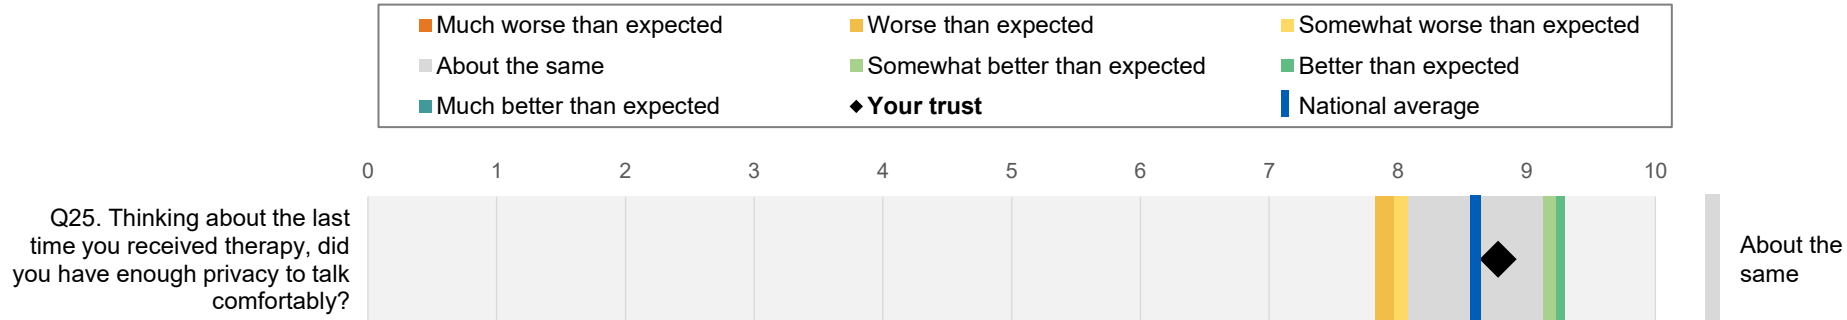 Much worse than expected
Worse than expected
Somewhat worse than expected
About the same
Somewhat better than expected
Better than expected
Much better than expected
Your trust
National average
0 1 2 3 4 5 6 7 8 9 10
Q25. Thinking about the last
time you received therapy, did
you have enough privacy to talk
comfortably?
About the
same